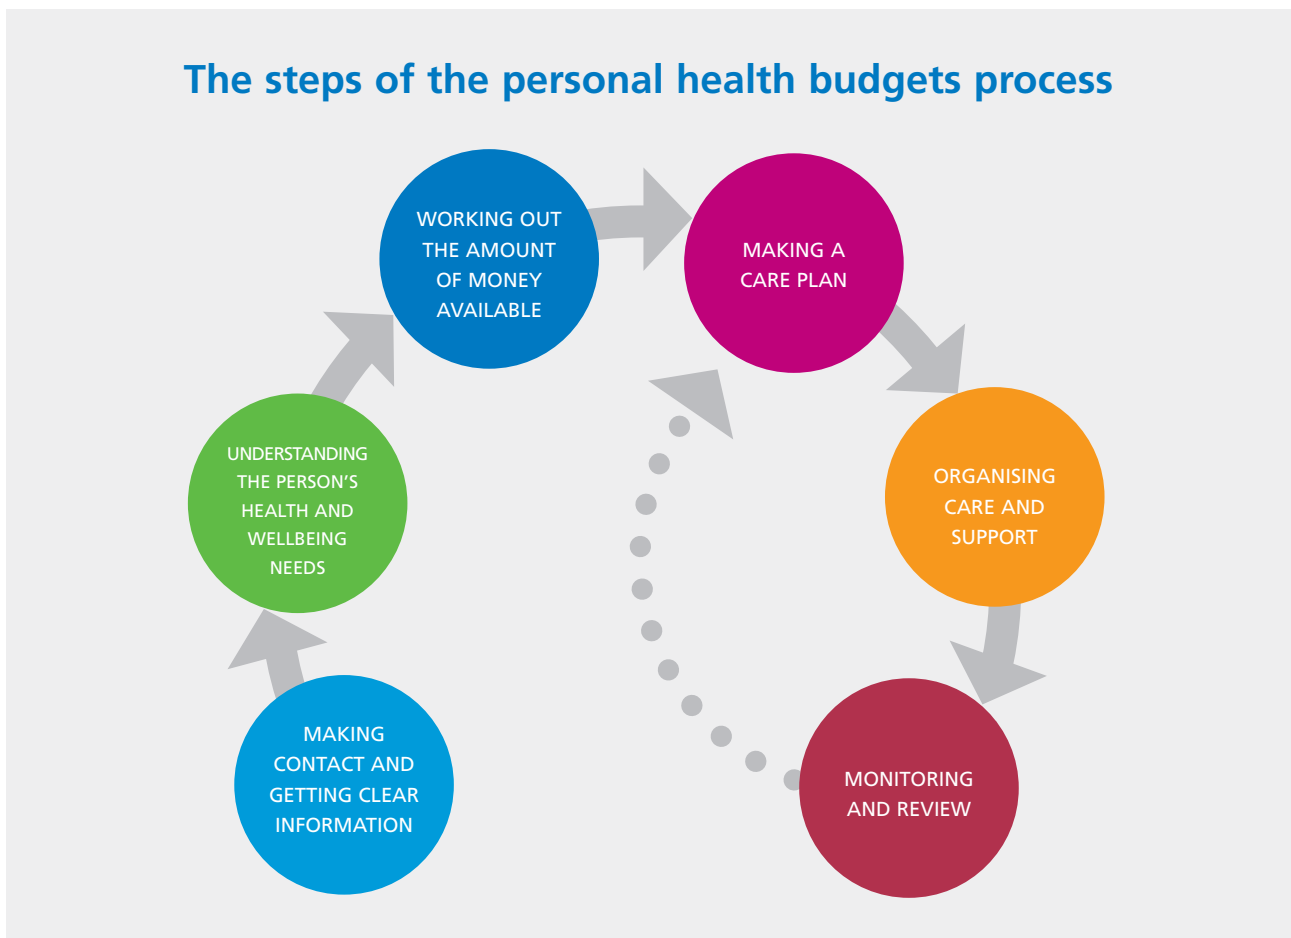 The steps of the personal health budgets process
WORKING OUT
THE AMOUNT
OF MONEY
AVAILABLE
MAKING A
CARE PLAN
UNDERSTANDING
THE PERSON’S
HEALTH AND
WELLBEING
NEEDS
ORGANISING
CARE AND
SUPPORT
MAKING
CONTACT AND
GETTING CLEAR
INFORMATION
MONITORING
AND REVIEW